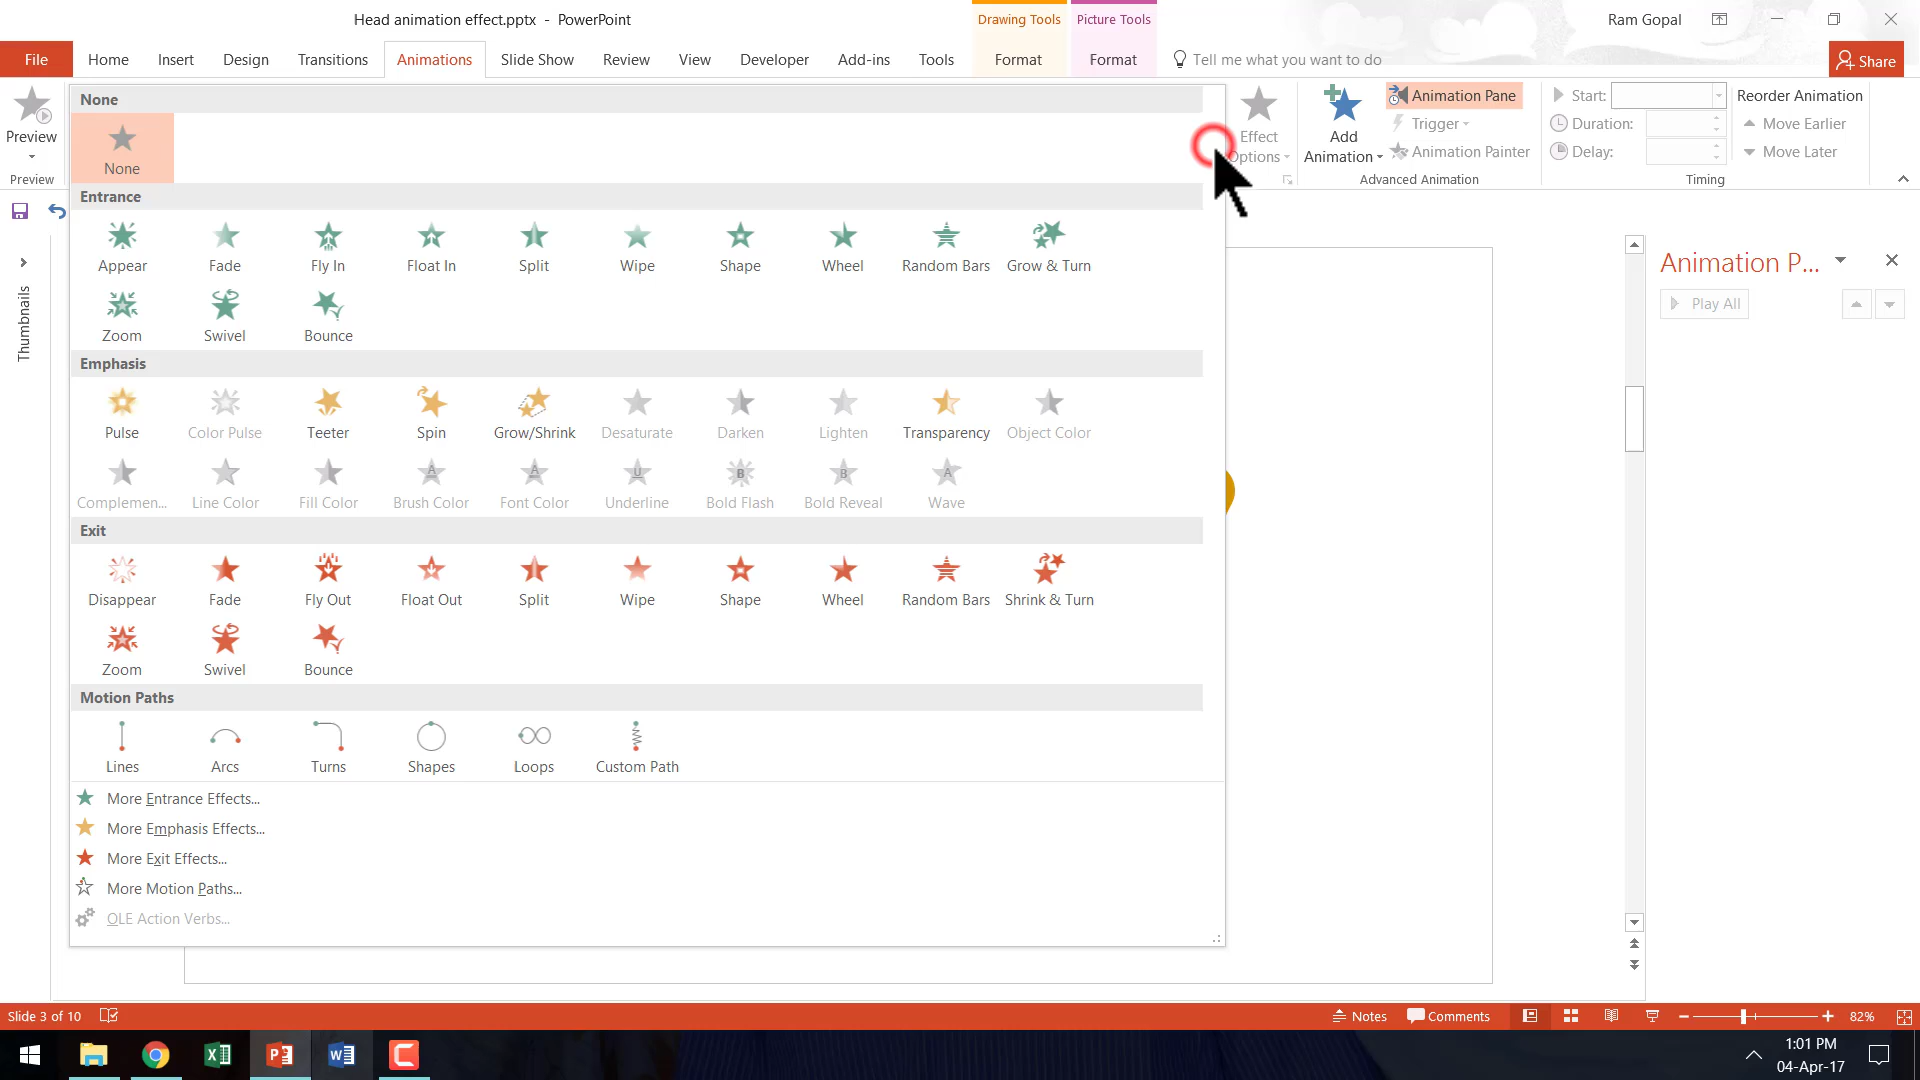 Head animation effect.pptx - PowerPoint
Drawing Tools
Picture Tools
Ram Gopal
File
Home
Insert
Design
Transitions
Animations
Slide Show
Review
View
Developer
Add-ins
Tools
Format
Format
Tell me what you want to do
Share
Preview
Preview
None
None
Effect
Options
Add
Animation
Animation Pane
Trigger
Animation Painter
Advanced Animation
Start:
Duration:
Delay:
Reorder Animation
Move Earlier
Move Later
Timing
Entrance
Appear
Fade
Fly In
Float In
Split
Wipe
Shape
Wheel
Random Bars
Grow & Turn
Zoom
Swivel
Bounce
Emphasis
Pulse
Color Pulse
Teeter
Spin
Grow/Shrink
Desaturate
Darken
Lighten
Transparency
Object Color
Complemen...
Line Color
Fill Color
Brush Color
Font Color
Underline
Bold Flash
Bold Reveal
Wave
Exit
Disappear
Fade
Fly Out
Float Out
Split
Wipe
Shape
Wheel
Random Bars
Shrink & Turn
Zoom
Swivel
Bounce
Motion Paths
Lines
Arcs
Turns
Shapes
Loops
Custom Path
More Entrance Effects...
More Emphasis Effects...
More Exit Effects...
More Motion Paths...
OLE Action Verbs...
Thumbnails
Animation P...
Play All
Slide 3 of 10
Notes
Comments
82%
1:01 PM
04-Apr-17